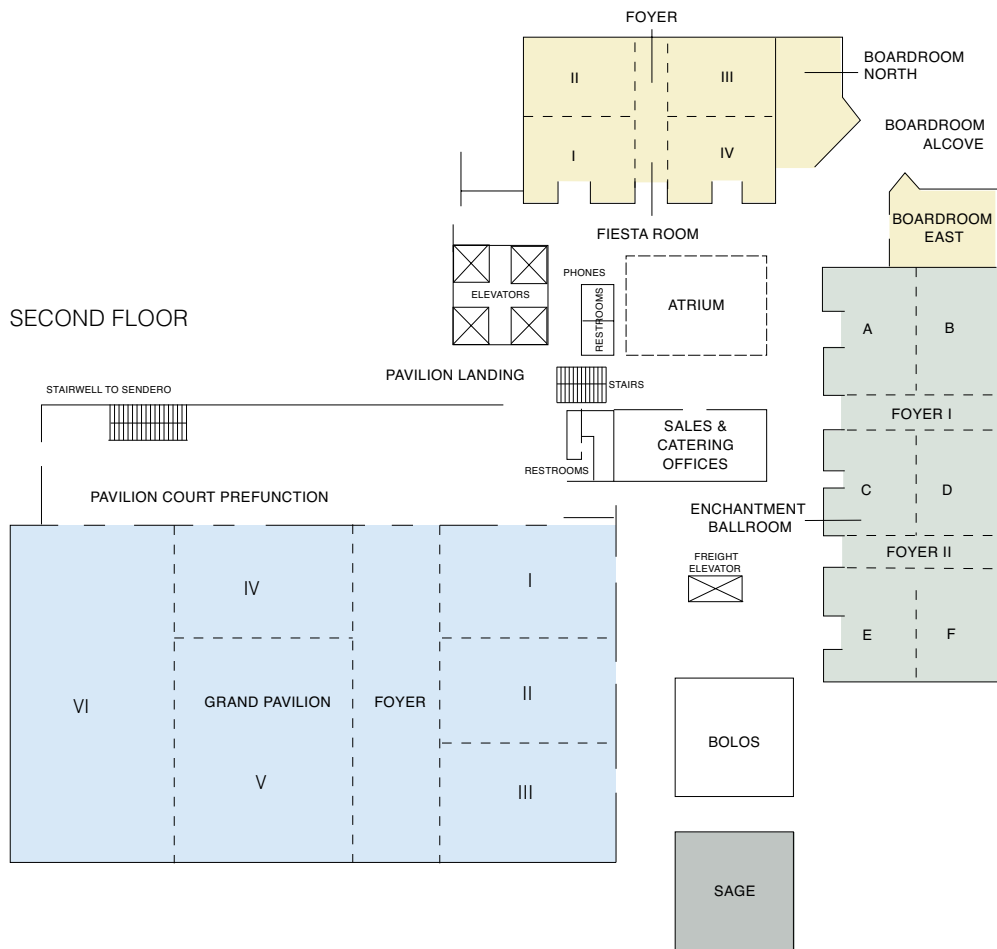 FOYER
II
III
BOARDROOM
NORTH
BOARDROOM
ALCOVE
I
IV
BOARDROOM
EAST
FIESTA ROOM
PHONES
ELEVATORS
RESTROOMS
ATRIUM
SECOND FLOOR
A
B
PAVILION LANDING
STAIRS
STAIRWELL TO SENDERO
FOYER I
SALES &
CATERING
OFFICES
RESTROOMS
PAVILION COURT PREFUNCTION
C
D
ENCHANTMENT
BALLROOM
FOYER II
FREIGHT
ELEVATOR
IV
I
E
F
VI
GRAND PAVILION
FOYER
II
BOLOS
V
III
SAGE